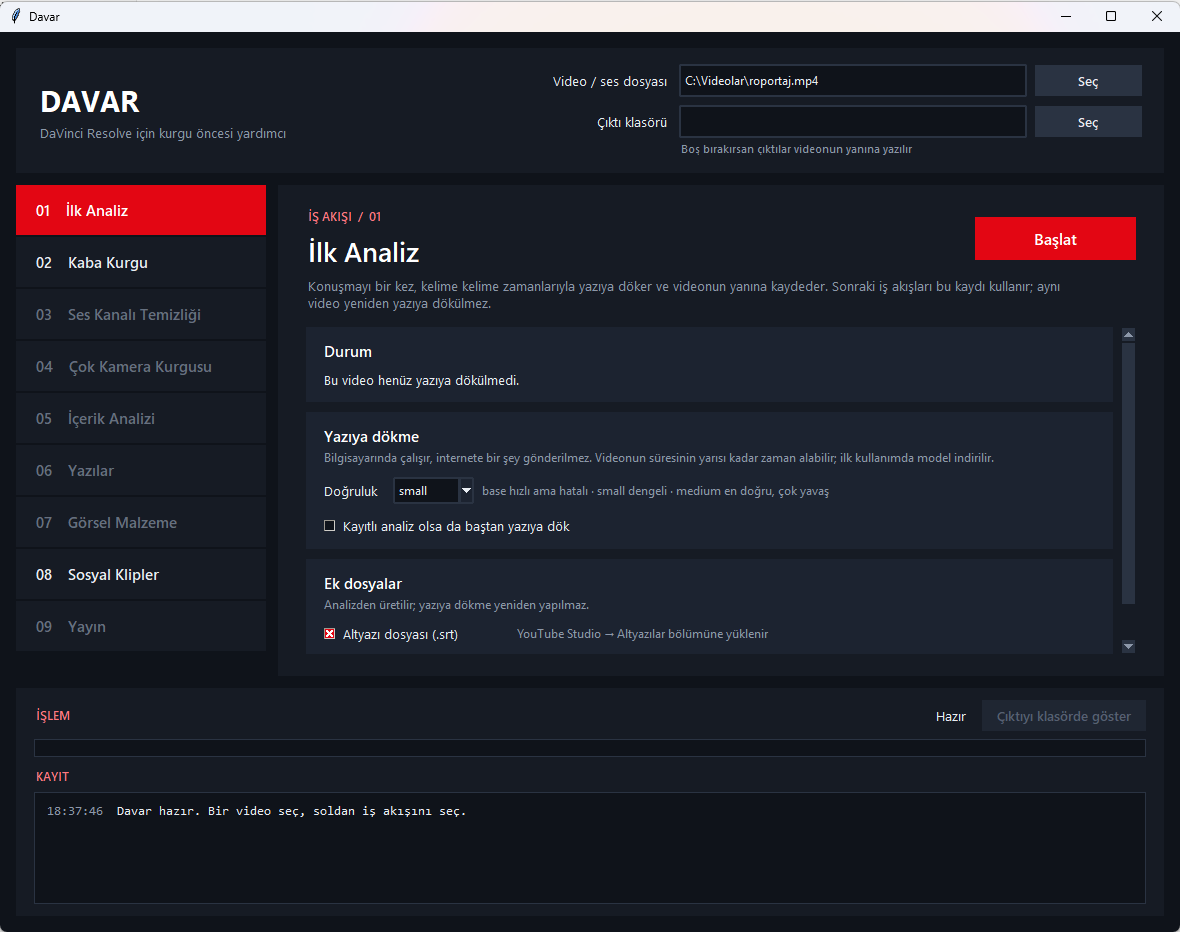 Davar
DAVAR
DaVinci Resolve için kurgu öncesi yardımcı
Video / ses dosyası
C:\Videolar\roportaj.mp4
Seç
Çıktı klasörü
Seç
Boş bırakırsan çıktılar videonun yanına yazılır
01 İlk Analiz
02 Kaba Kurgu
03 Ses Kanalı Temizliği
04 Çok Kamera Kurgusu
05 İçerik Analizi
06 Yazılar
07 Görsel Malzeme
08 Sosyal Klipler
09 Yayın
İŞ AKIŞI / 01
İlk Analiz
Başlat
Konuşmayı bir kez, kelime kelime zamanlarıyla yazıya döker ve videonun yanına kaydeder. Sonraki iş akışları bu kaydı kullanır; aynı
video yeniden yazıya dökülmez.
Durum
Bu video henüz yazıya dökülmedi.
Yazıya dökme
Bilgisayarında çalışır, internete bir şey gönderilmez. Videonun süresinin yarısı kadar zaman alabilir; ilk kullanımda model indirilir.
Doğruluk small base hızlı ama hatalı · small dengeli · medium en doğru, çok yavaş
Kayıtlı analiz olsa da baştan yazıya dök
Ek dosyalar
Analizden üretilir; yazıya dökme yeniden yapılmaz.
Altyazı dosyası (.srt) YouTube Studio → Altyazılar bölümüne yüklenir
İŞLEM
Hazır
Çıktıyı klasörde göster
KAYIT
18:37:46 Davar hazır. Bir video seç, soldan iş akışını seç.